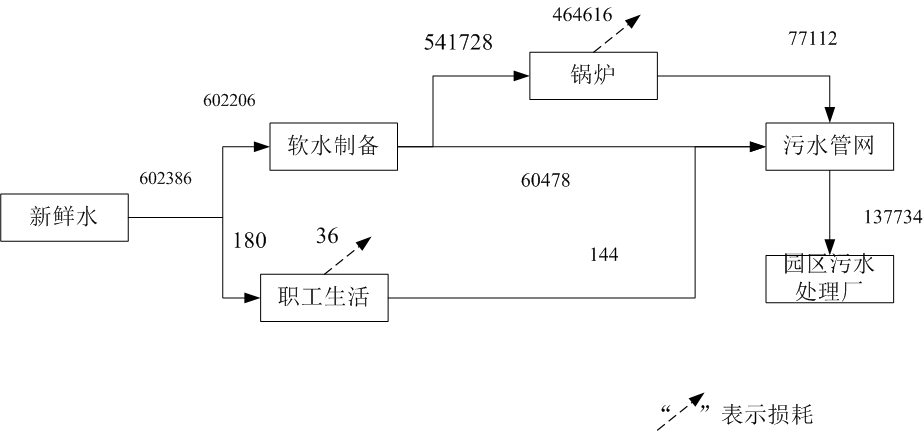 464616
541728
77112
锅炉
602206
软水制备
污水管网
602386
60478
新鲜水
137734
180
36
144
园区污水
处理厂
职工生活
“ ”表示损耗